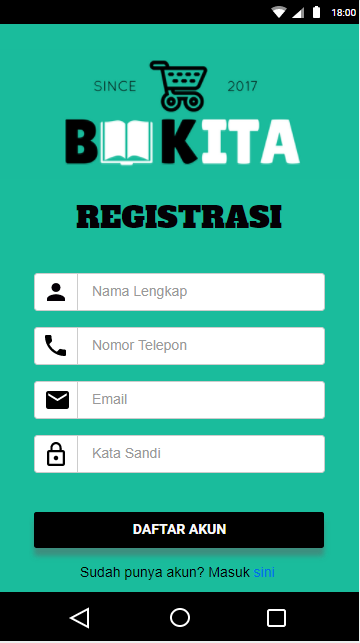 18:00
SINCE 2017
BOOKITA
REGISTRASI
Nama Lengkap
Nomor Telepon
Email
Kata Sandi
DAFTAR AKUN
Sudah punya akun? Masuk sini